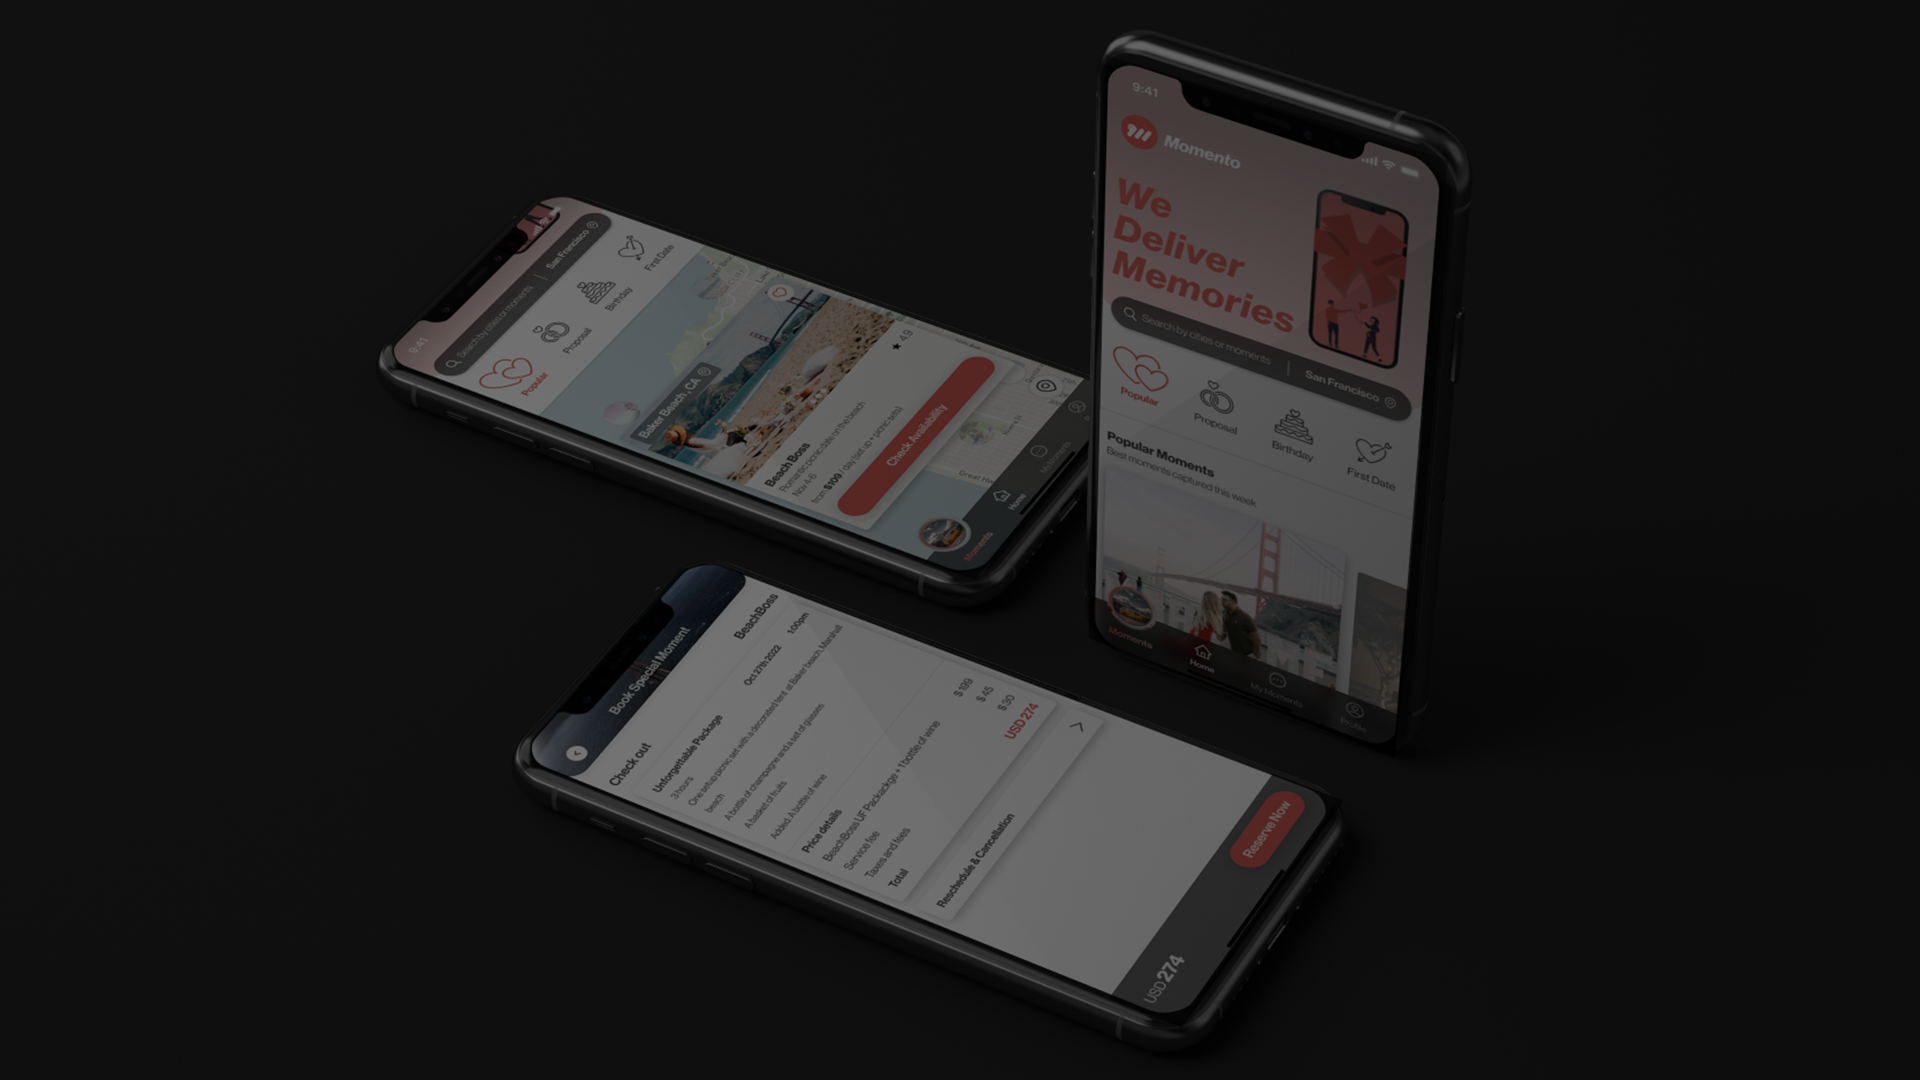 9:41
Momento
We
Deliver
Memories
Search by cities or moments | San Francisco
Popular
Proposal
Birthday
First Date
Popular Moments
Best moments captured this week
Moments
Home
My Moments
Profile
9:41
Search by cities or moments | San Francisco
Popular
Proposal
Birthday
First Date
Baker Beach, CA
Beach Boss
4.9
Romantic picnic date on the beach
Nov 4-6
from $109 / day (set up + picnic sets)
Check Availability
Moments
Home
My Moments
Book Special Moment
Check out
BeachBoss
Unforgettable Package
Oct 27th 2022
1:00pm
3 hours
One setup picnic set with a decorated tent at Baker beach, Marshall
beach
A bottle of champagne and a set of glasses
A basket of fruits
Added: A bottle of wine
Price details
BeachBoss UF Packackge + 1 bottle of wine
$ 199
Service fee
$ 45
Taxes and fees
$ 30
Total
USD 274
Reschedule & Cancellation
USD 274
Reserve Now